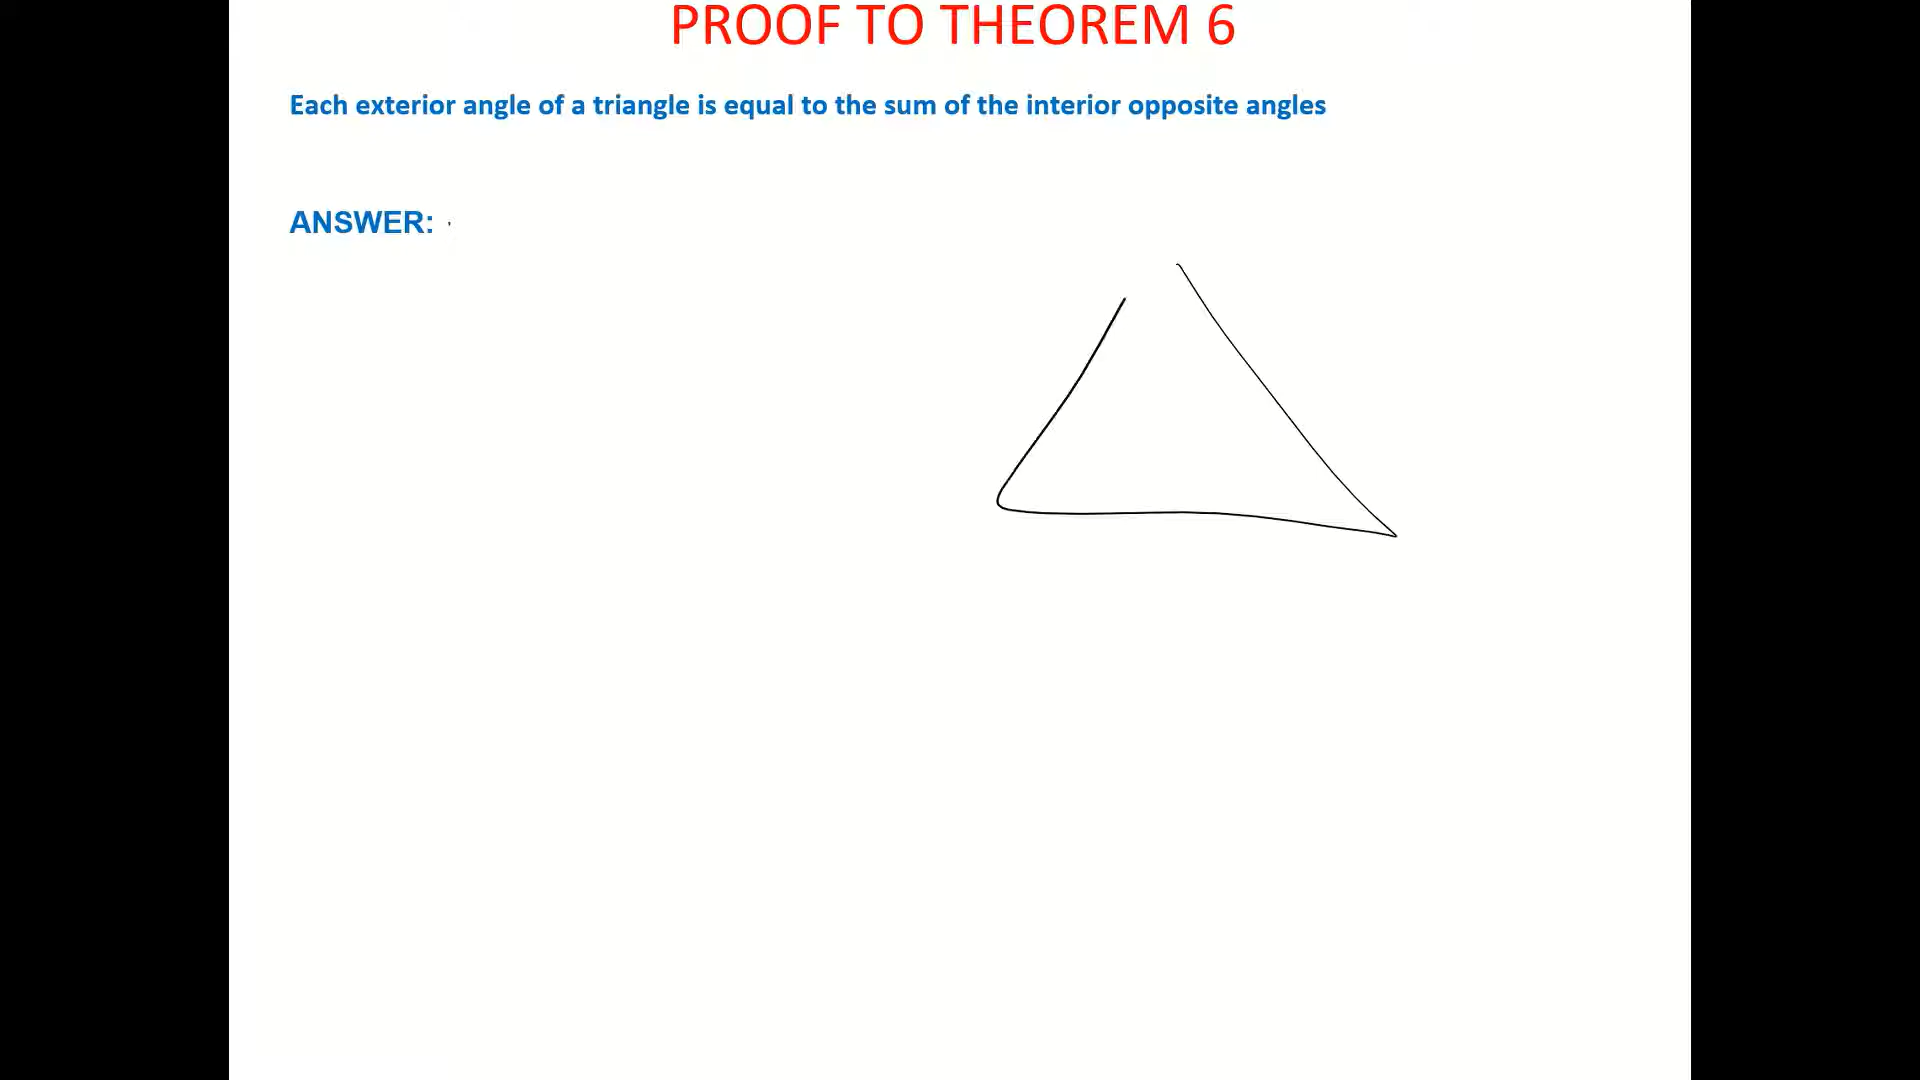 PROOF TO THEOREM 6
Each exterior angle of a triangle is equal to the sum of the interior opposite angles
ANSWER: